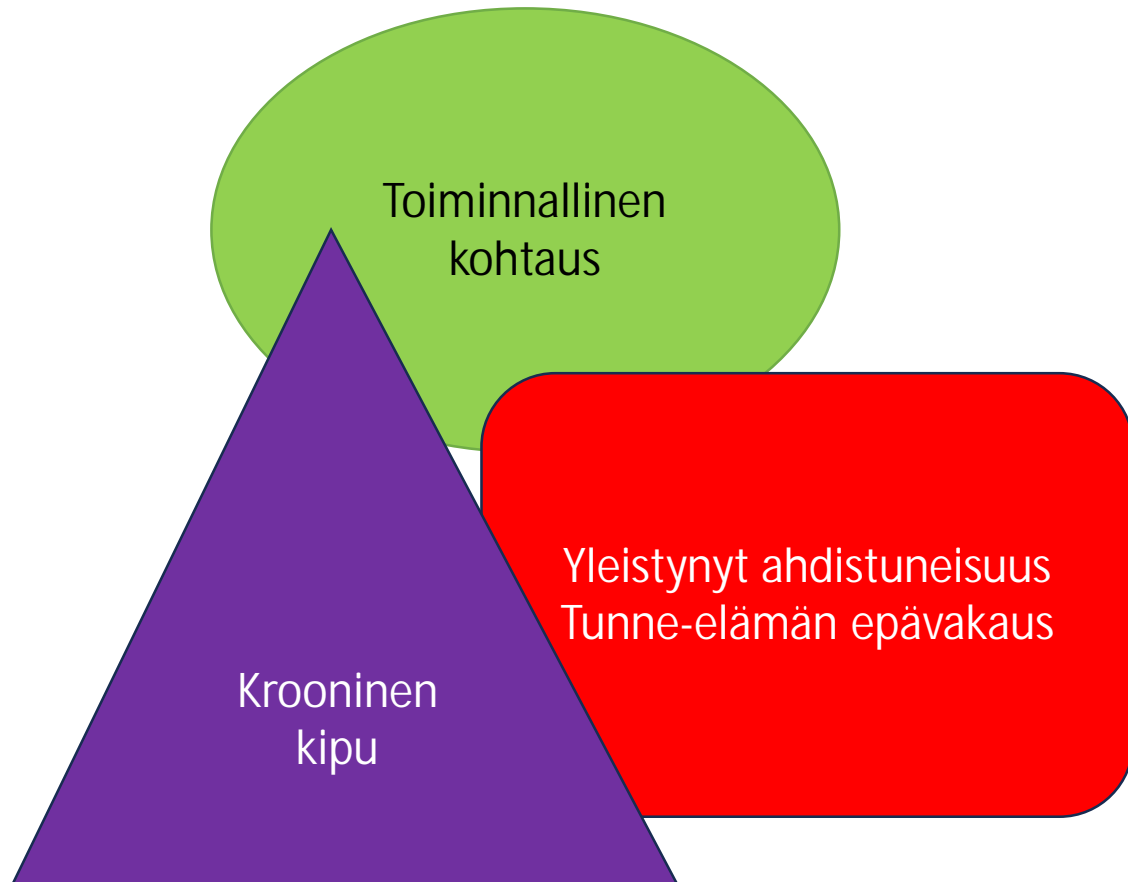 Toiminnallinen
kohtaus
Yleistynyt ahdistuneisuus
Tunne-elämän epävakaus
Krooninen
kipu